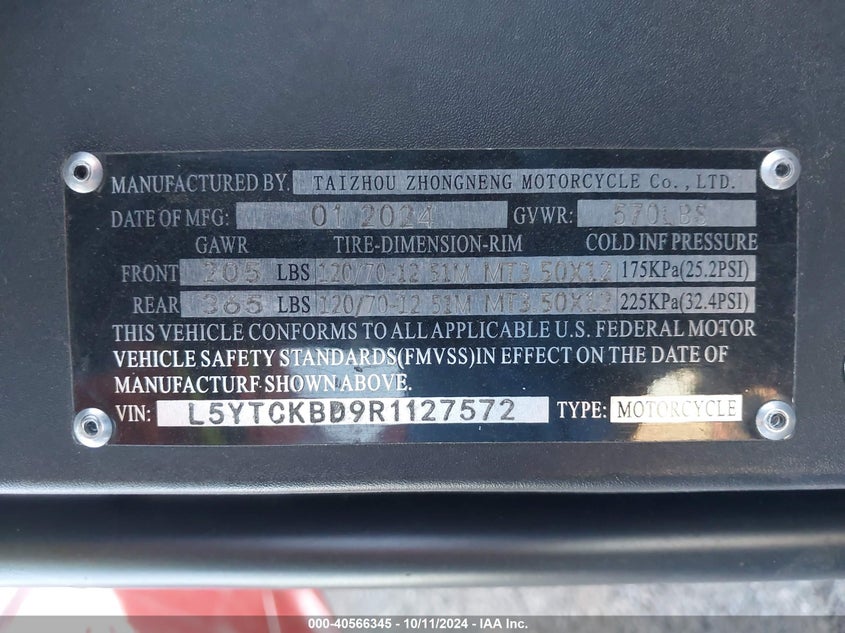 MANUFACTURED BY. TAIZHOU ZHONGNENG MOTORCYCLE Co., LTD.
DATE OF MFG: 01 2024 GVWR: 570LBS
GAWR TIRE-DIMENSION-RIM COLD INF PRESSURE
FRONT 205 LBS 120/70-12 51M MT3.50X12 175KPa(25.2PSI)
REAR 365 LBS 120/70-12 51M MT3.50X12 225KPa(32.4PSI)
THIS VEHICLE CONFORMS TO ALL APPLICABLE U.S. FEDERAL MOTOR
VEHICLE SAFETY STANDARDS(FMVSS)IN EFFECT ON THE DATE OF
MANUFACTURF SHOWN ABOVE.
VIN: L5YTCKBD9R1127572 TYPE: MOTORCYCLE
000-40566345 - 10/11/2024 - IAA Inc.